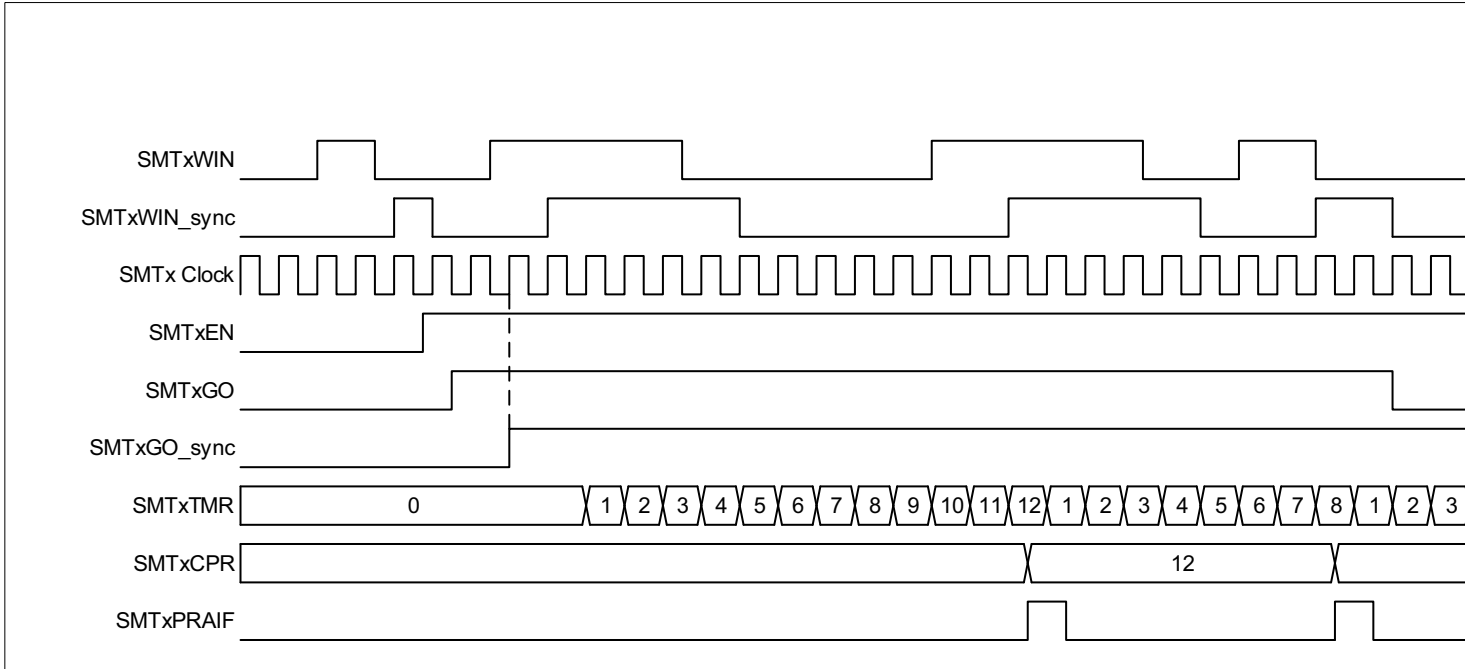 SMTxWIN
SMTxWIN_sync
SMTx Clock
SMTxEN
SMTxGO
SMTxGO_sync
SMTxTMR 0 1 2 3 4 5 6 7 8 9 10 11 12 1 2 3 4 5 6 7 8 1 2 3
SMTxCPR 12
SMTxPRAIF